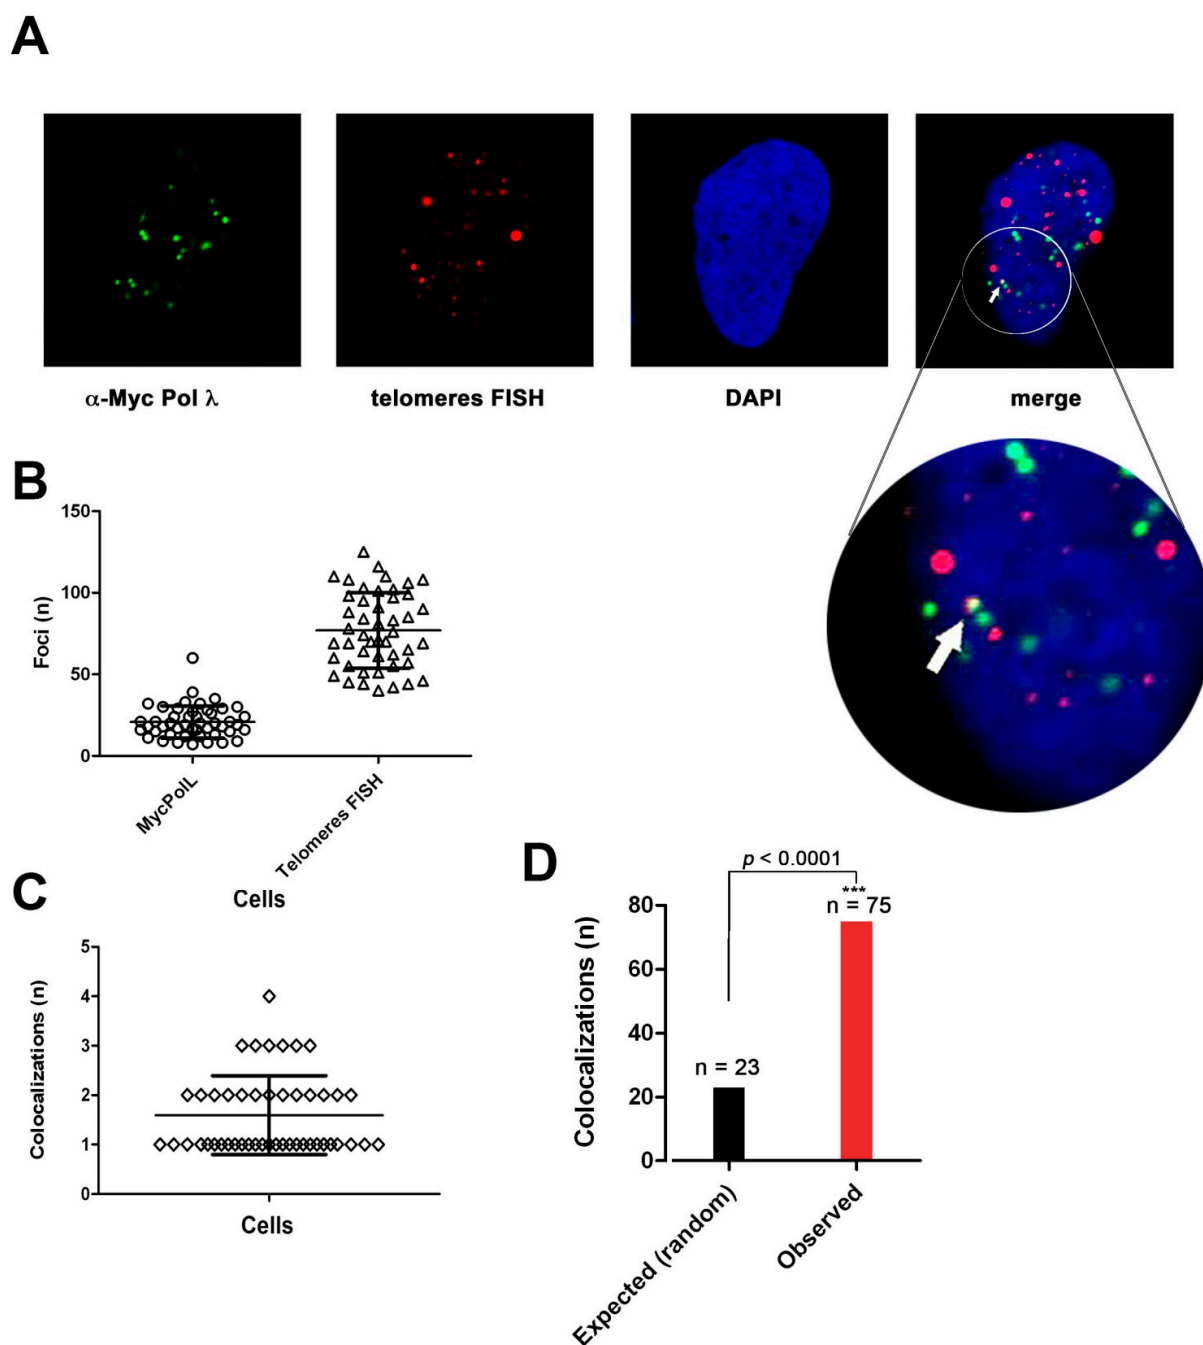 A
α-Myc Pol λ
telomeres FISH
DAPI
merge
B
Foci (n)
150
100
50
0
MycPolL
Telomeres FISH
Cells
C
Colocalizations (n)
5
4
3
2
1
0
Cells
D
p < 0.0001
***
n = 75
n = 23
Colocalizations (n)
80
60
40
20
0
Expected (random)
Observed